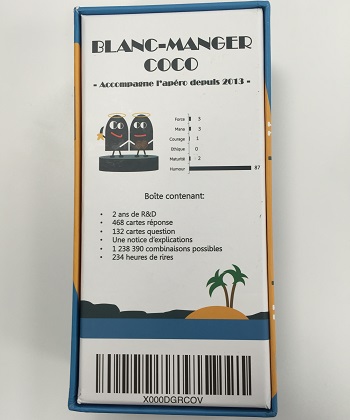 BLANC-MANGER
COCO
- Accompagne l'apéro depuis 2013 -
Force 5
Mana 3
Courage 1
Ethique 0
Maturité 2
Humour 87
Boîte contenant:
• 2 ans de R&D
• 468 cartes réponse
• 132 cartes question
• Une notice d'explications
• 1 238 390 combinaisons possibles
• 234 heures de rires
X000DGRCOV